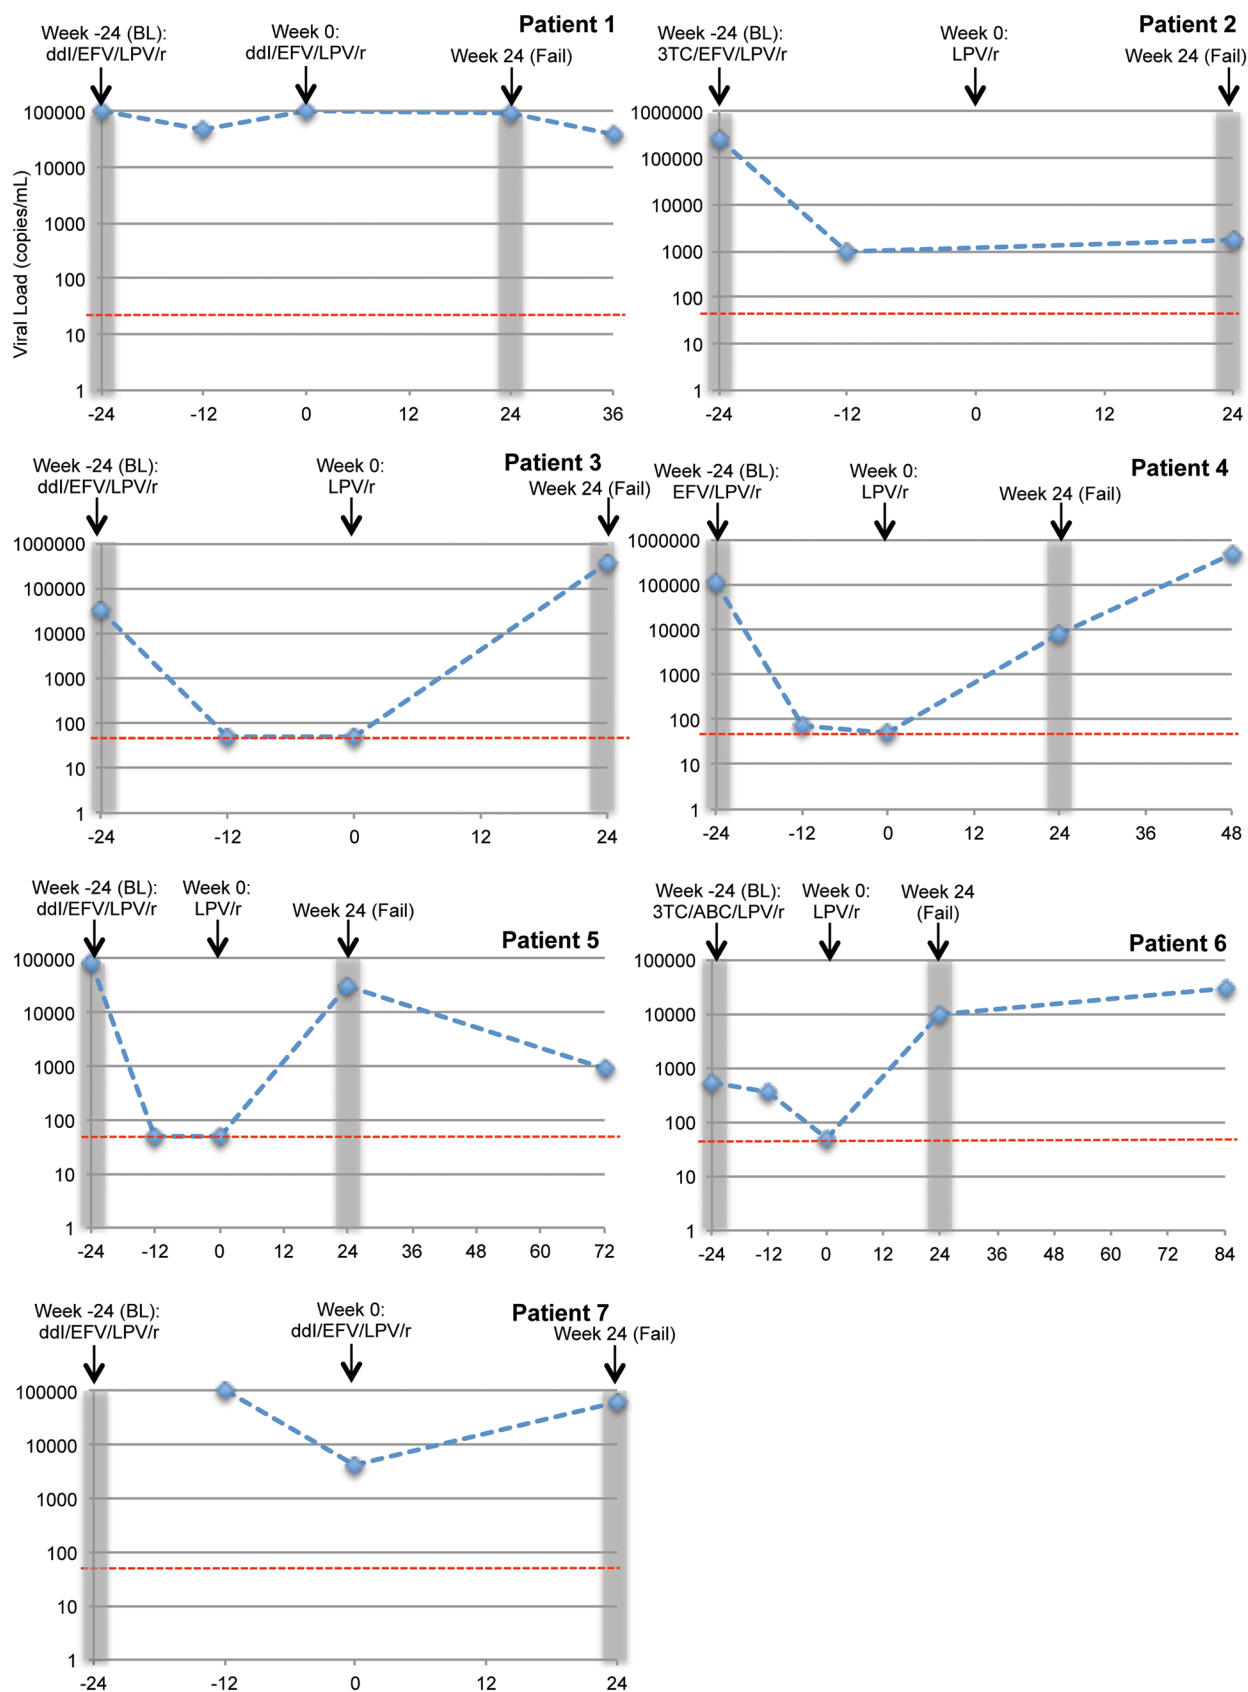 Patient 1
Week -24 (BL):
ddI/EFV/LPV/r
Week 0:
ddI/EFV/LPV/r
Week 24 (Fail)
Viral Load (copies/mL)
100000
10000
1000
100
10
1
-24 -12 0 12 24 36
Patient 2
Week -24 (BL):
3TC/EFV/LPV/r
Week 0:
LPV/r
Week 24 (Fail)
1000000
100000
10000
1000
100
10
1
-24 -12 0 12 24
Patient 3
Week -24 (BL):
ddI/EFV/LPV/r
Week 0:
LPV/r
Week 24 (Fail)
1000000
100000
10000
1000
100
10
1
-24 -12 0 12 24
Patient 4
Week -24 (BL):
EFV/LPV/r
Week 0:
LPV/r
Week 24 (Fail)
1000000
100000
10000
1000
100
10
1
-24 -12 0 12 24 36 48
Week -24 (BL):
ddI/EFV/LPV/r
Week 0:
LPV/r
Week 24 (Fail)
Patient 5
100000
10000
1000
100
10
1
-24 -12 0 12 24 36 48 60 72
Week -24 (BL):
3TC/ABC/LPV/r
Week 0:
LPV/r
Week 24
(Fail)
Patient 6
100000
10000
1000
100
10
1
-24 -12 0 12 24 36 48 60 72 84
Week -24 (BL):
ddI/EFV/LPV/r
Week 0:
ddI/EFV/LPV/r
Patient 7
Week 24 (Fail)
100000
10000
1000
100
10
1
-24 -12 0 12 24